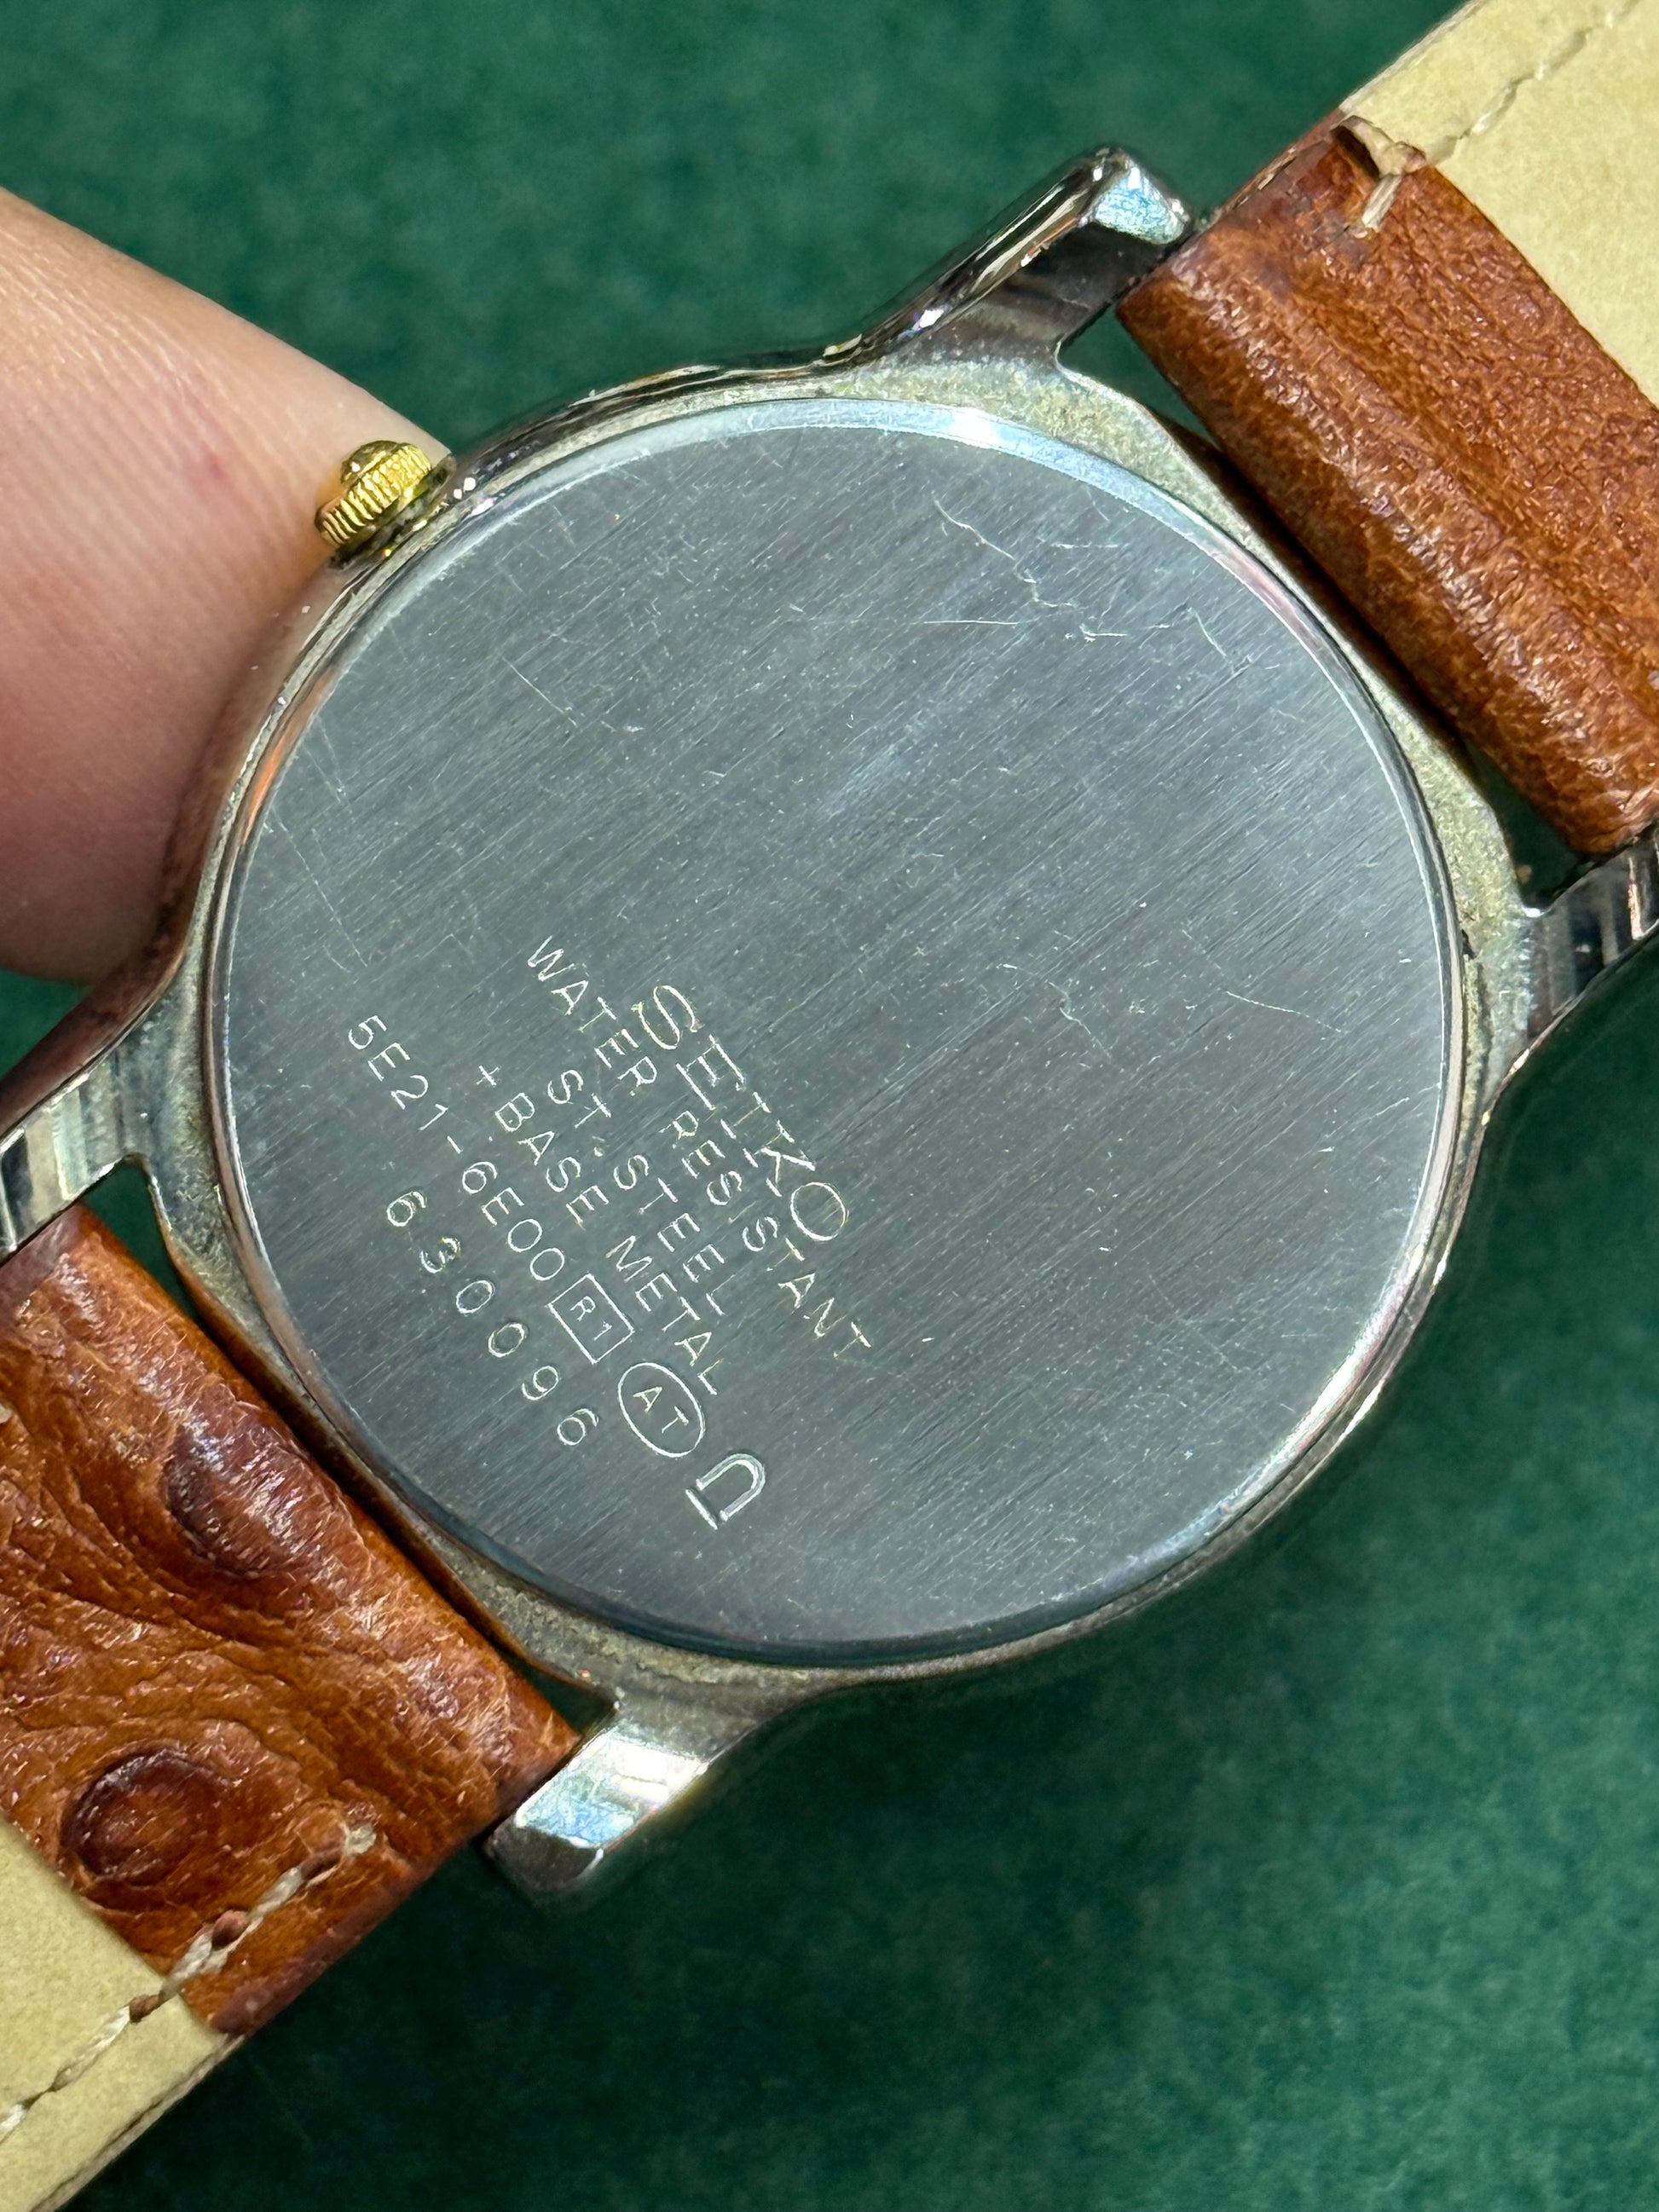 SEIKO
WATER RESISTANT
ST. STEEL
+ BASE METAL
5E21-6E00 R1 AT
630096